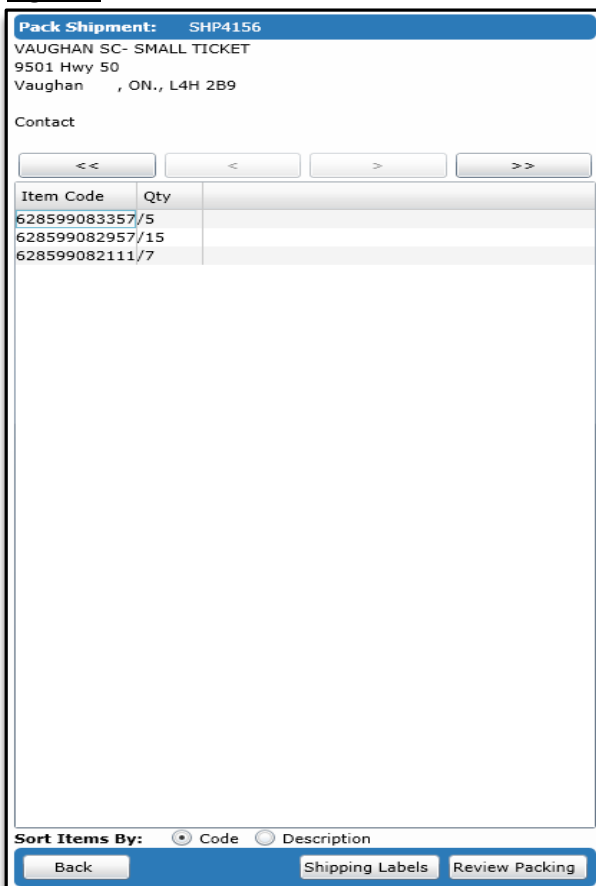 Pack Shipment: SHP4156
VAUGHAN SC- SMALL TICKET
9501 Hwy 50
Vaughan , ON., L4H 2B9
Contact
<< < > >>
Item Code Qty
628599083357 /5
628599082957 /15
628599082111 /7
Sort Items By: Code Description
Back Shipping Labels Review Packing